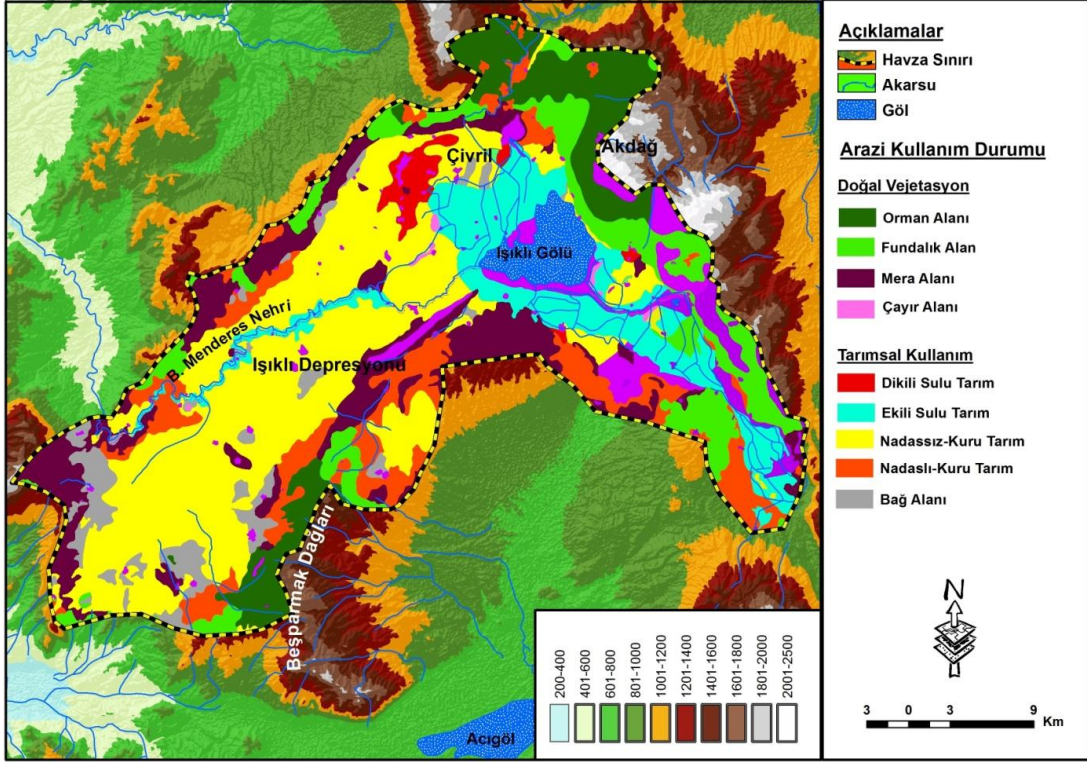 Çivril
Akdağ
Işıklı Gölü
B. Menderes Nehri
Işıklı Depresyonu
Beşparmak Dağları
Acıgöl
200-400
401-600
601-800
801-1000
1001-1200
1201-1400
1401-1600
1601-1800
1801-2000
2001-2500
Açıklamalar
Havza Sınırı
Akarsu
Göl
Arazi Kullanım Durumu
Doğal Vejetasyon
Orman Alanı
Fundalık Alan
Mera Alanı
Çayır Alanı
Tarımsal Kullanım
Dikili Sulu Tarım
Ekili Sulu Tarım
Nadassız-Kuru Tarım
Nadaslı-Kuru Tarım
Bağ Alanı
N
3 0 3 9
Km